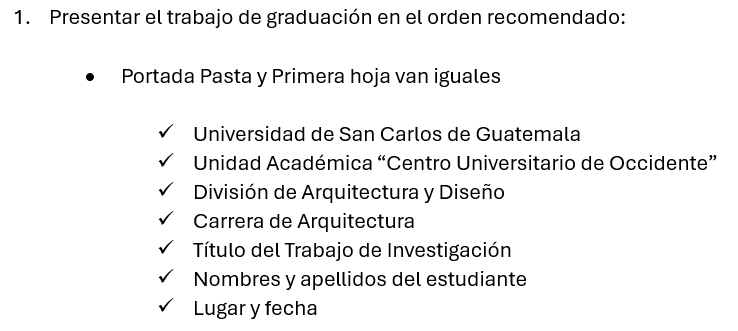 1. Presentar el trabajo de graduación en el orden recomendado:
• Portada Pasta y Primera hoja van iguales
✓ Universidad de San Carlos de Guatemala
✓ Unidad Académica “Centro Universitario de Occidente”
✓ División de Arquitectura y Diseño
✓ Carrera de Arquitectura
✓ Título del Trabajo de Investigación
✓ Nombres y apellidos del estudiante
✓ Lugar y fecha